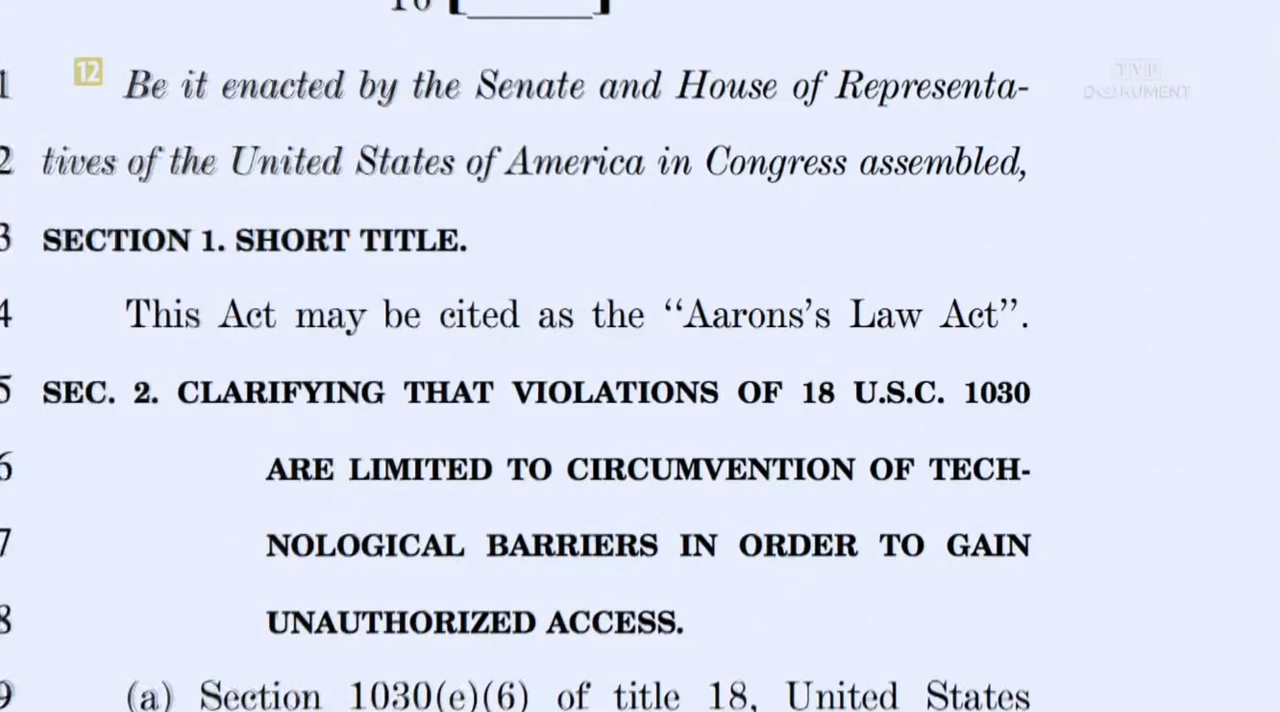 12
TVP
DOKUMENT
1 Be it enacted by the Senate and House of Representa-
2 tives of the United States of America in Congress assembled,
3 SECTION 1. SHORT TITLE.
4 This Act may be cited as the ‘‘Aarons’s Law Act’’.
5 SEC. 2. CLARIFYING THAT VIOLATIONS OF 18 U.S.C. 1030
6 ARE LIMITED TO CIRCUMVENTION OF TECH-
7 NOLOGICAL BARRIERS IN ORDER TO GAIN
8 UNAUTHORIZED ACCESS.
9 (a) Section 1030(e)(6) of title 18, United States